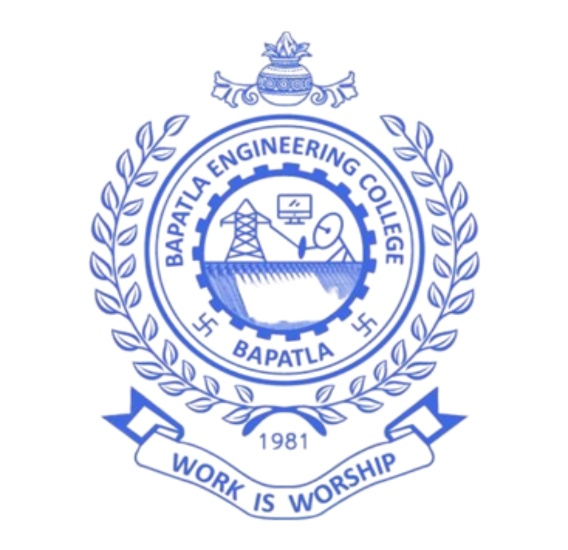 BAPATLA ENGINEERING COLLEGE
BAPATLA
1981
WORK IS WORSHIP